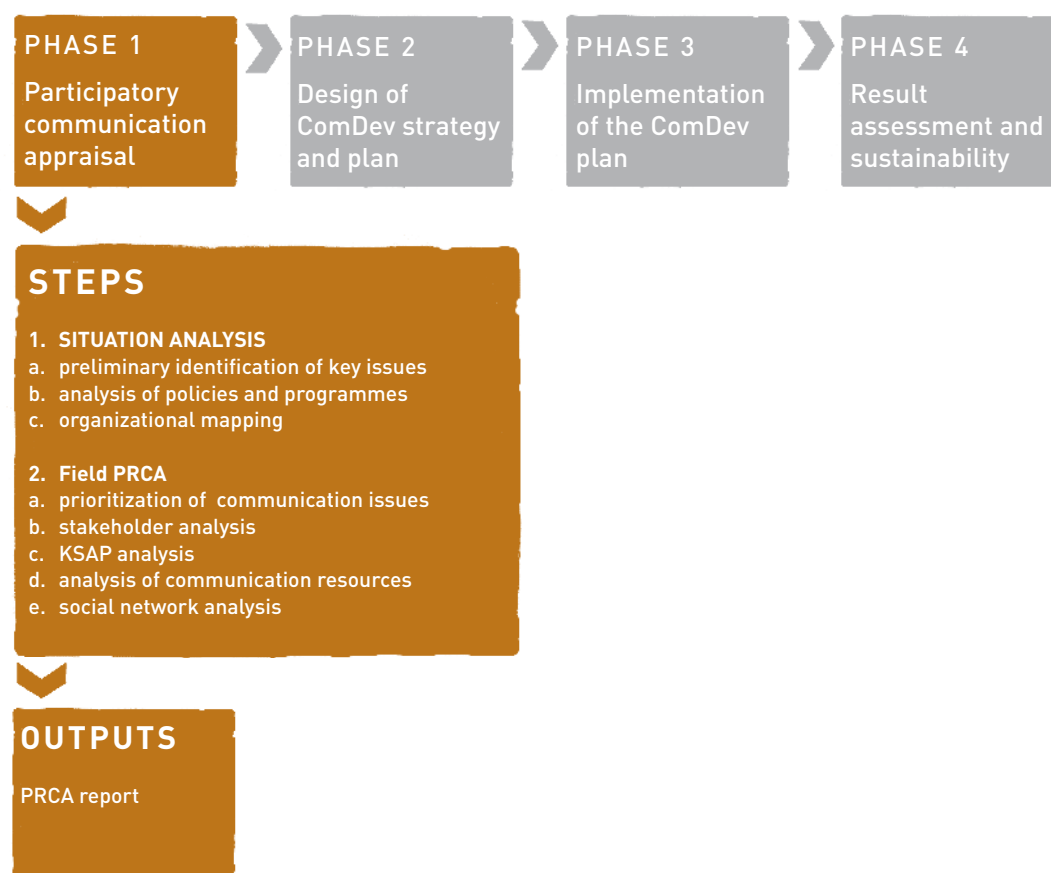 PHASE 1
Participatory
communication
appraisal
PHASE 2
Design of
ComDev strategy
and plan
PHASE 3
Implementation
of the ComDev
plan
PHASE 4
Result
assessment and
sustainability
STEPS
1. SITUATION ANALYSIS
a. preliminary identification of key issues
b. analysis of policies and programmes
c. organizational mapping
2. Field PRCA
a. prioritization of communication issues
b. stakeholder analysis
c. KSAP analysis
d. analysis of communication resources
e. social network analysis
OUTPUTS
PRCA report